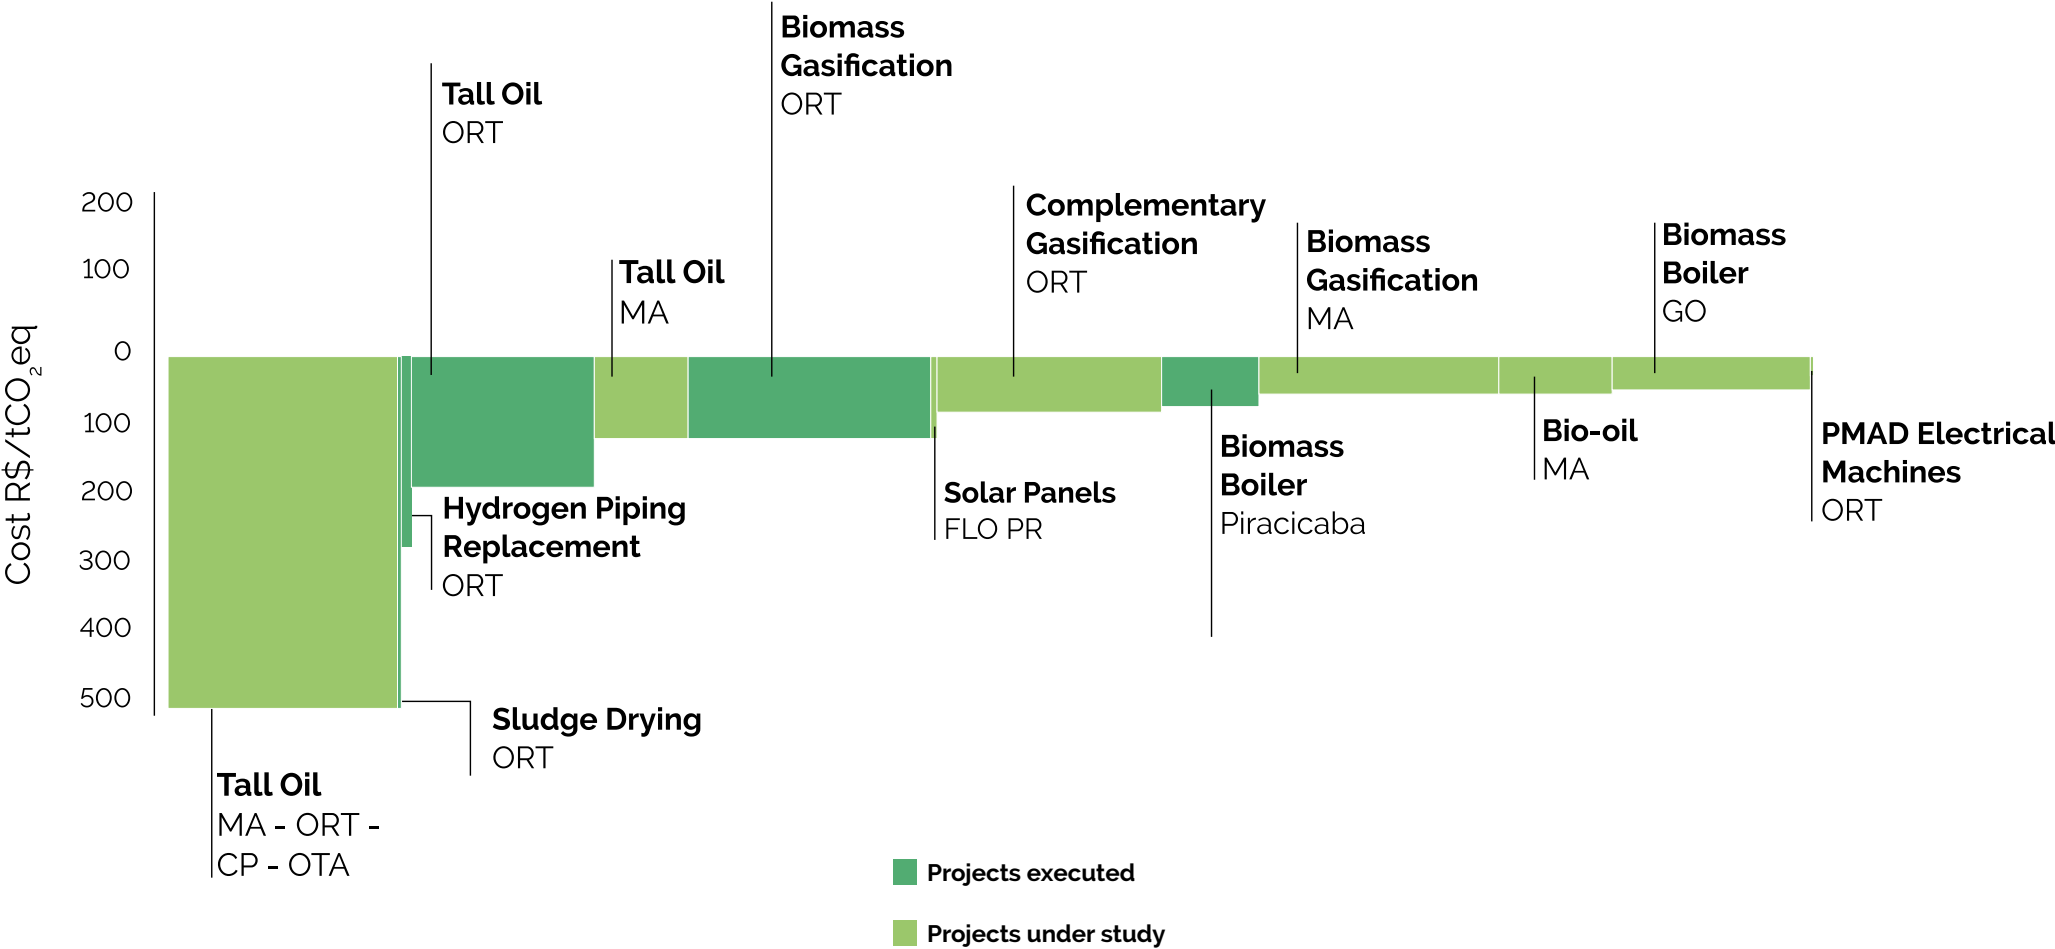 Biomass
Gasification
ORT
Tall Oil
ORT
Complementary
Gasification
ORT
Biomass
Gasification
MA
Biomass
Boiler
GO
Tall Oil
MA
200
100
0
100
200
300
400
500
Cost R$/tCO2eq
Hydrogen Piping
Replacement
ORT
Solar Panels
FLO PR
Biomass
Boiler
Piracicaba
Bio-oil
MA
PMAD Electrical
Machines
ORT
Sludge Drying
ORT
Tall Oil
MA - ORT -
CP - OTA
Projects executed
Projects under study